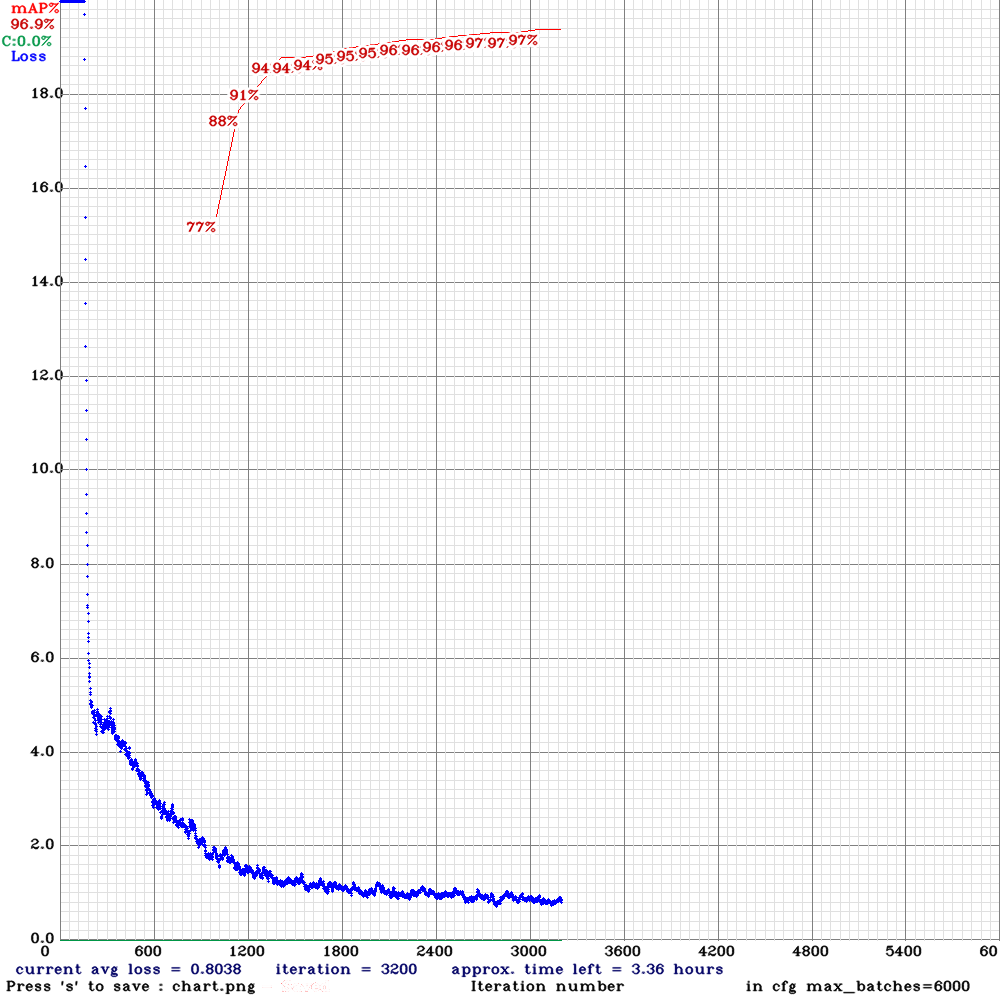 mAP%
96.9%
C:0.0%
Loss
18.0
16.0
14.0
12.0
10.0
8.0
6.0
4.0
2.0
0.0
77%
88%
91%
94 94 94% 95 95 95 96 96 96 96 97 97 97%
0 600 1200 1800 2400 3000 3600 4200 4800 5400 60
current avg loss = 0.8038 iteration = 3200 approx. time left = 3.36 hours
Press 's' to save : chart.png Iteration number in cfg max_batches=6000